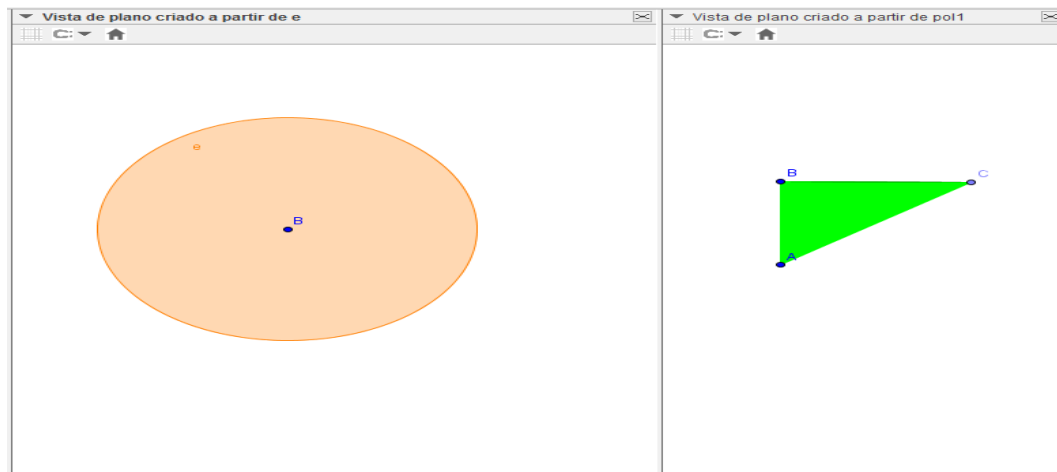 Vista de plano criado a partir de e
e
B
Vista de plano criado a partir de pol1
B
C
A